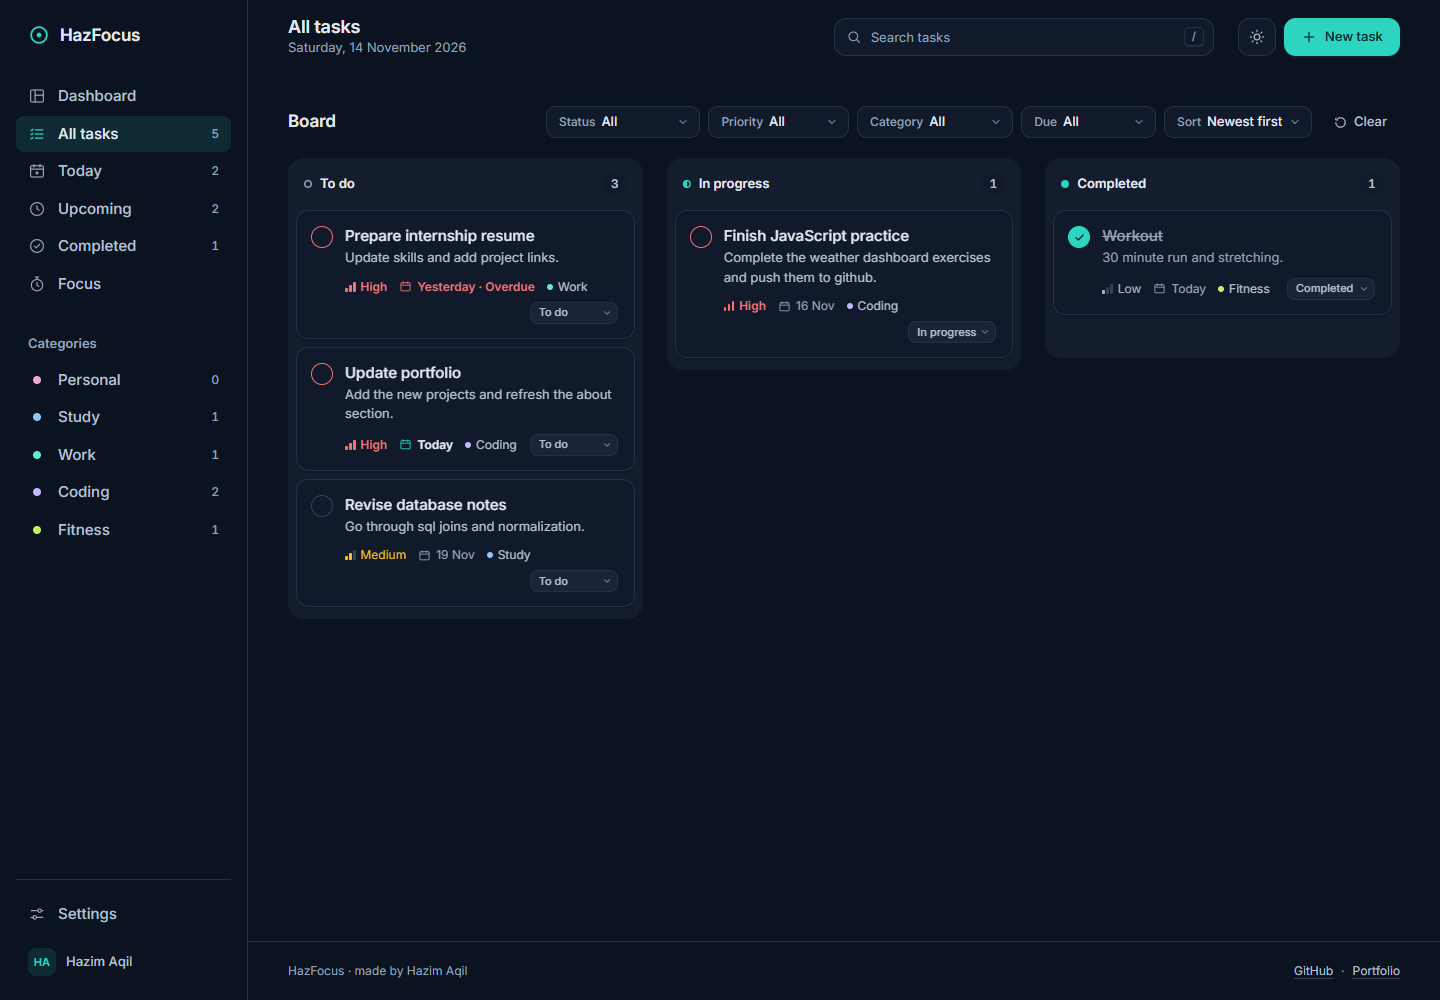 HazFocus
Dashboard
All tasks 5
Today 2
Upcoming 2
Completed 1
Focus
Categories
Personal 0
Study 1
Work 1
Coding 2
Fitness 1
Settings
HA Hazim Aqil
All tasks
Saturday, 14 November 2026
Search tasks /
New task
Board
Status All
Priority All
Category All
Due All
Sort Newest first
Clear
To do 3
Prepare internship resume
Update skills and add project links.
High Yesterday · Overdue Work
To do
Update portfolio
Add the new projects and refresh the about
section.
High Today Coding To do
Revise database notes
Go through sql joins and normalization.
Medium 19 Nov Study
To do
In progress 1
Finish JavaScript practice
Complete the weather dashboard exercises
and push them to github.
High 16 Nov Coding
In progress
Completed 1
Workout
30 minute run and stretching.
Low Today Fitness Completed
HazFocus · made by Hazim Aqil
GitHub · Portfolio